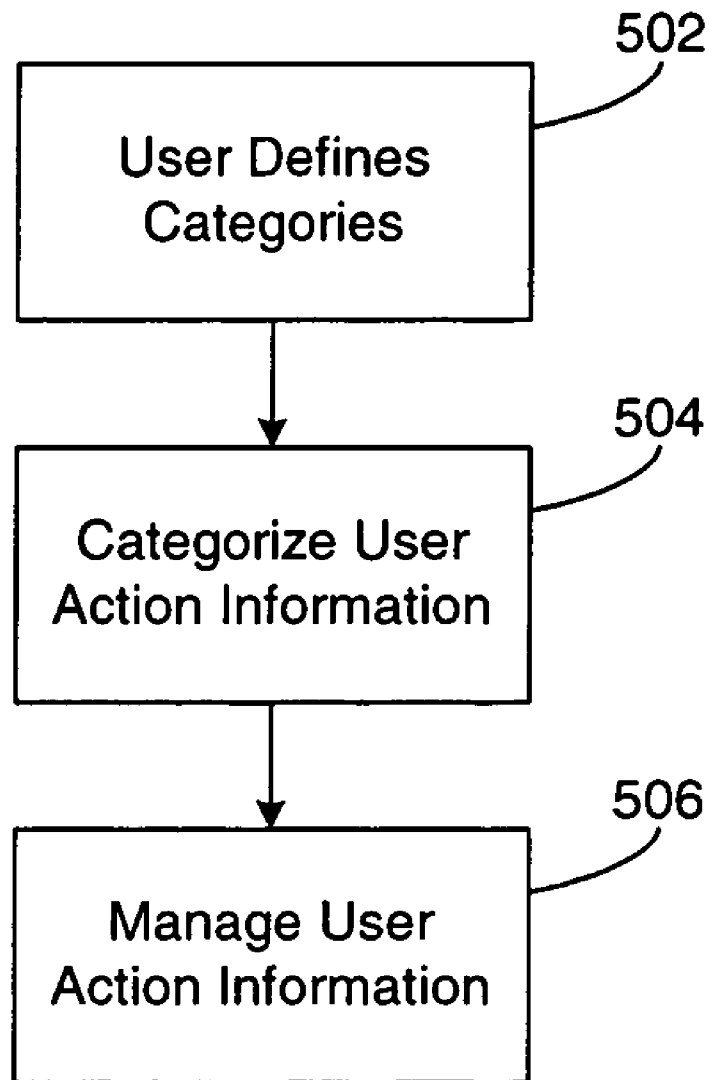 502
User Defines
Categories
504
Categorize User
Action Information
506
Manage User
Action Information